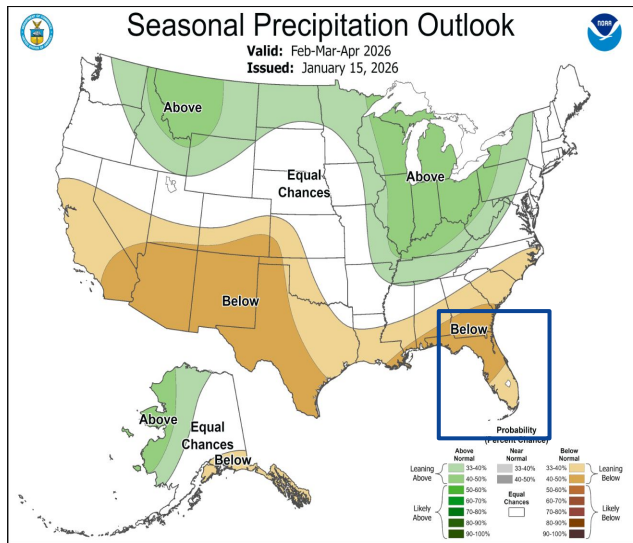 Seasonal Precipitation Outlook
Valid: Feb-Mar-Apr 2026
Issued: January 15, 2026
NOAA
Above
Equal
Chances
Above
Below
Below
Above
Equal
Chances
Below
Probability
(Percent Chance)
Above
Normal
Near
Normal
Below
Normal
Leaning
Above
33-40%
40-50%
33-40%
40-50%
33-40%
40-50%
Leaning
Below
Likely
Above
50-60%
60-70%
70-80%
80-90%
90-100%
Equal
Chances
50-60%
60-70%
70-80%
80-90%
90-100%
Likely
Below